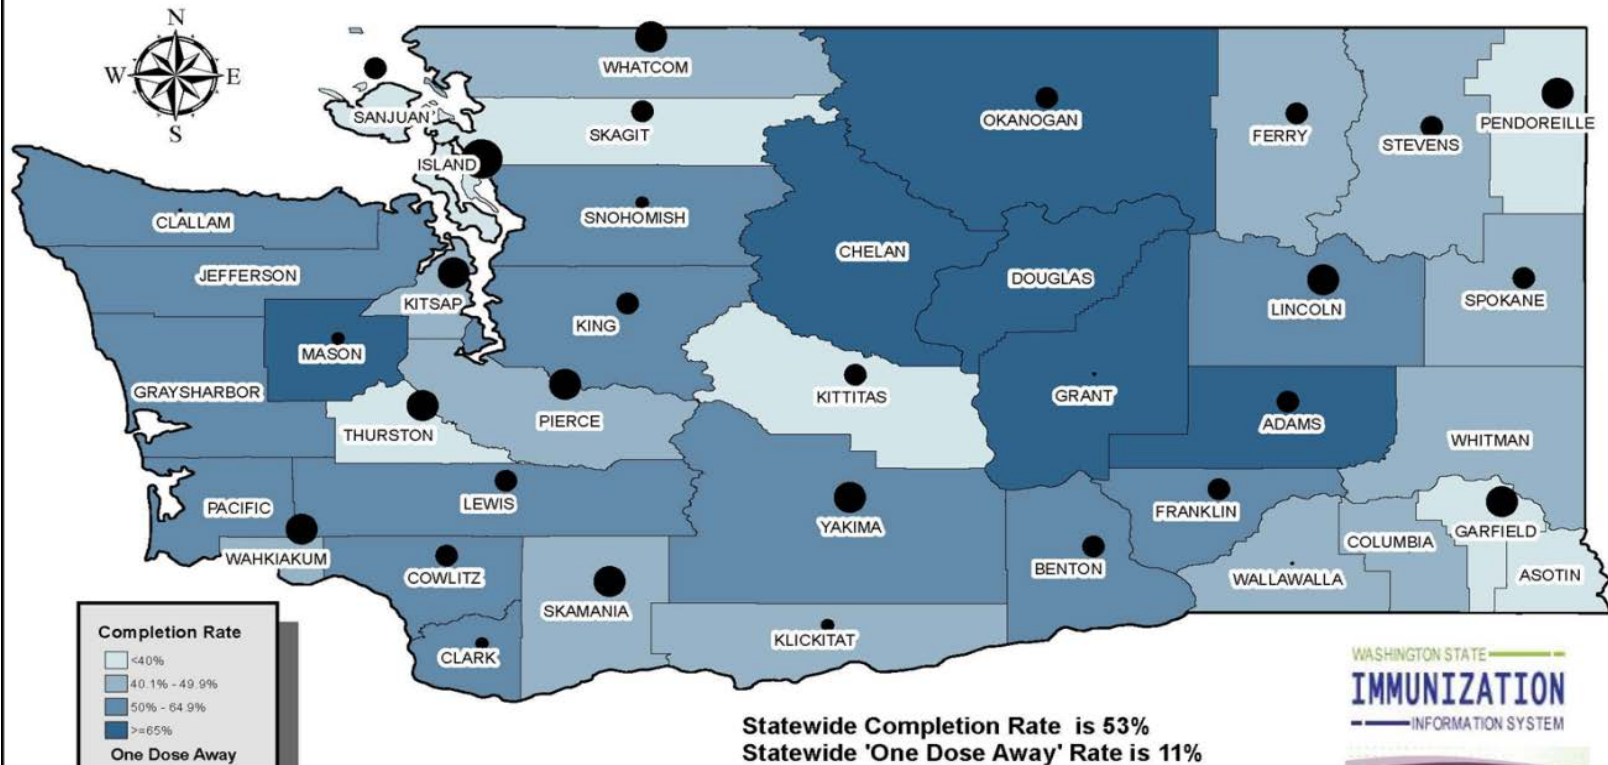 N
W
E
S
WHATCOM
SANJUAN
SKAGIT
ISLAND
OKANOGAN
FERRY
STEVENS
PENDOREILLE
CLALLAM
SNOHOMISH
CHELAN
DOUGLAS
JEFFERSON
KITSAP
KING
LINCOLN
SPOKANE
MASON
GRAYSHARBOR
THURSTON
PIERCE
KITTITAS
GRANT
ADAMS
WHITMAN
PACIFIC
LEWIS
YAKIMA
FRANKLIN
GARFIELD
COLUMBIA
WAHKIAKUM
COWLITZ
SKAMANIA
BENTON
WALLAWALLA
ASOTIN
CLARK
KLICKITAT
Completion Rate
<40%
40.1% - 49.9%
50% - 64.9%
>=65%
One Dose Away
Statewide Completion Rate is 53%
Statewide 'One Dose Away' Rate is 11%
WASHINGTON STATE
IMMUNIZATION
INFORMATION SYSTEM